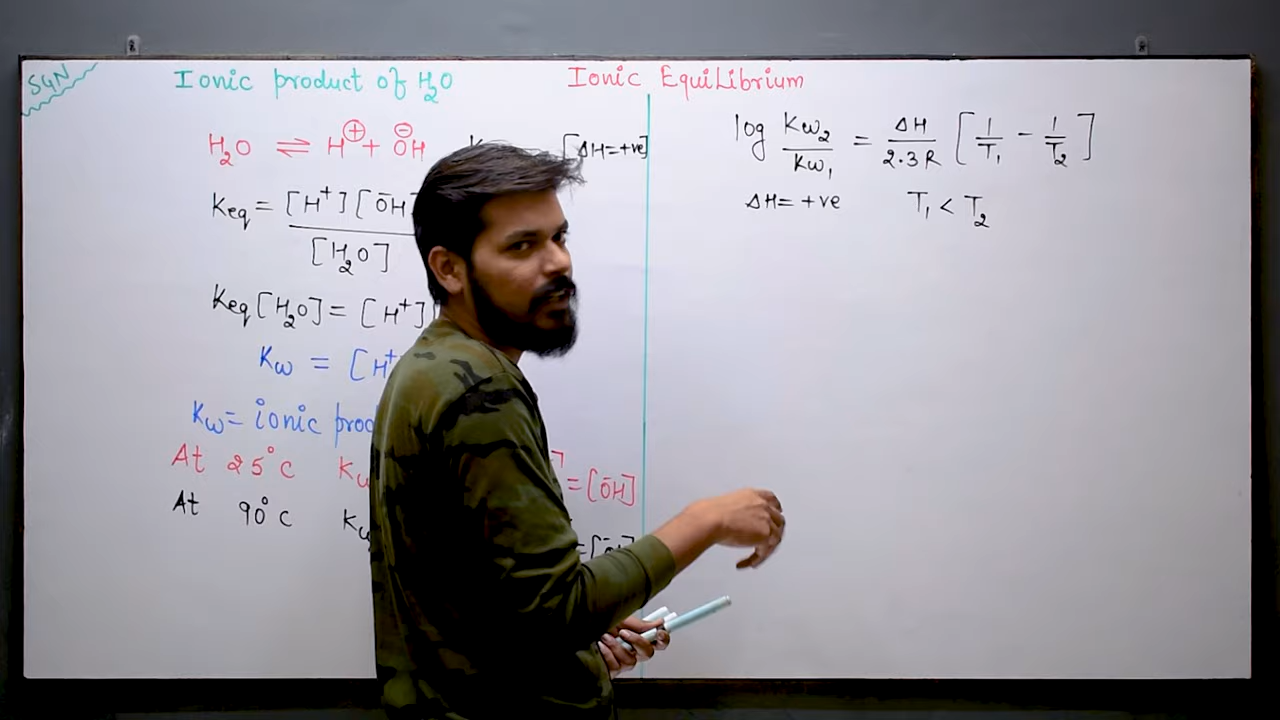 SGN
Ionic product of H₂O
Ionic Equilibrium
H₂O ⇌ H⊕ + ⊖OH [ΔH=+ve]
Keq = [H⁺][ŌH
[H₂O]
Keq[H₂O] = [H⁺]
Kw = [H⁺
Kw = ionic
At 25°C Kw =[ŌH]
At 90°C Kw
log Kw₂/Kw₁ = ΔH/2.3R [1/T₁ − 1/T₂]
ΔH = +ve T₁ < T₂